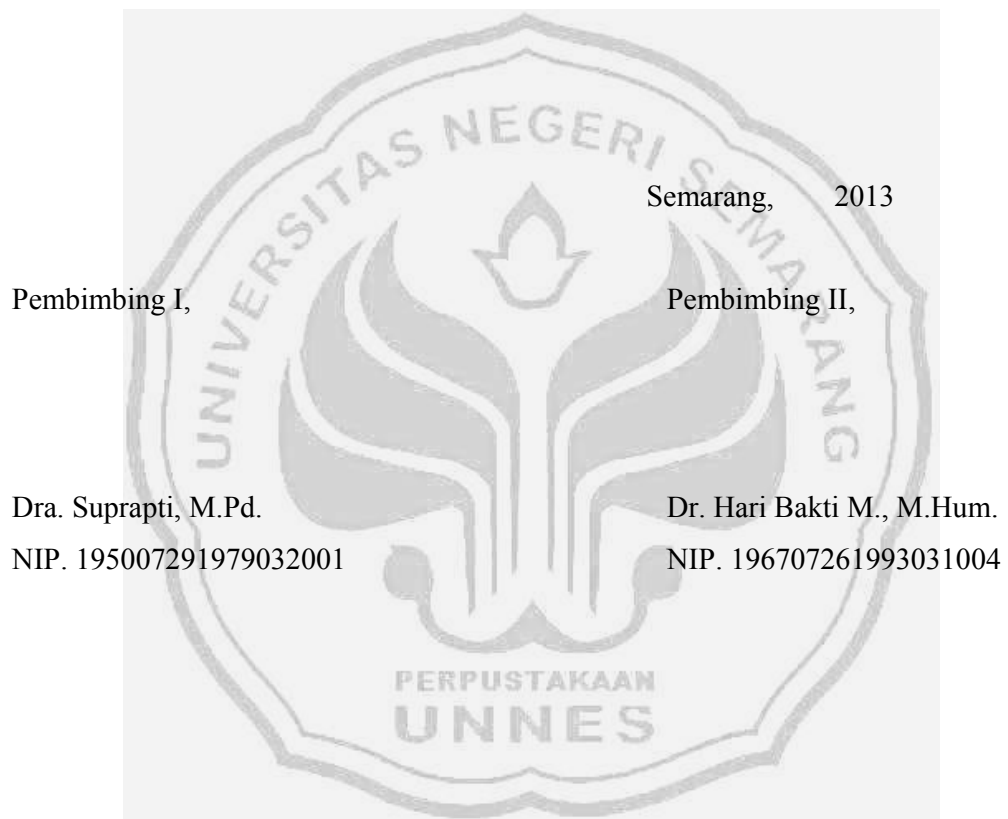 UNIVERSITAS NEGERI SEMARANG
Semarang, 2013
Pembimbing I, Pembimbing II,
Dra. Suprapti, M.Pd. Dr. Hari Bakti M., M.Hum.
NIP. 195007291979032001 NIP. 196707261993031004
PERPUSTAKAAN
UNNES